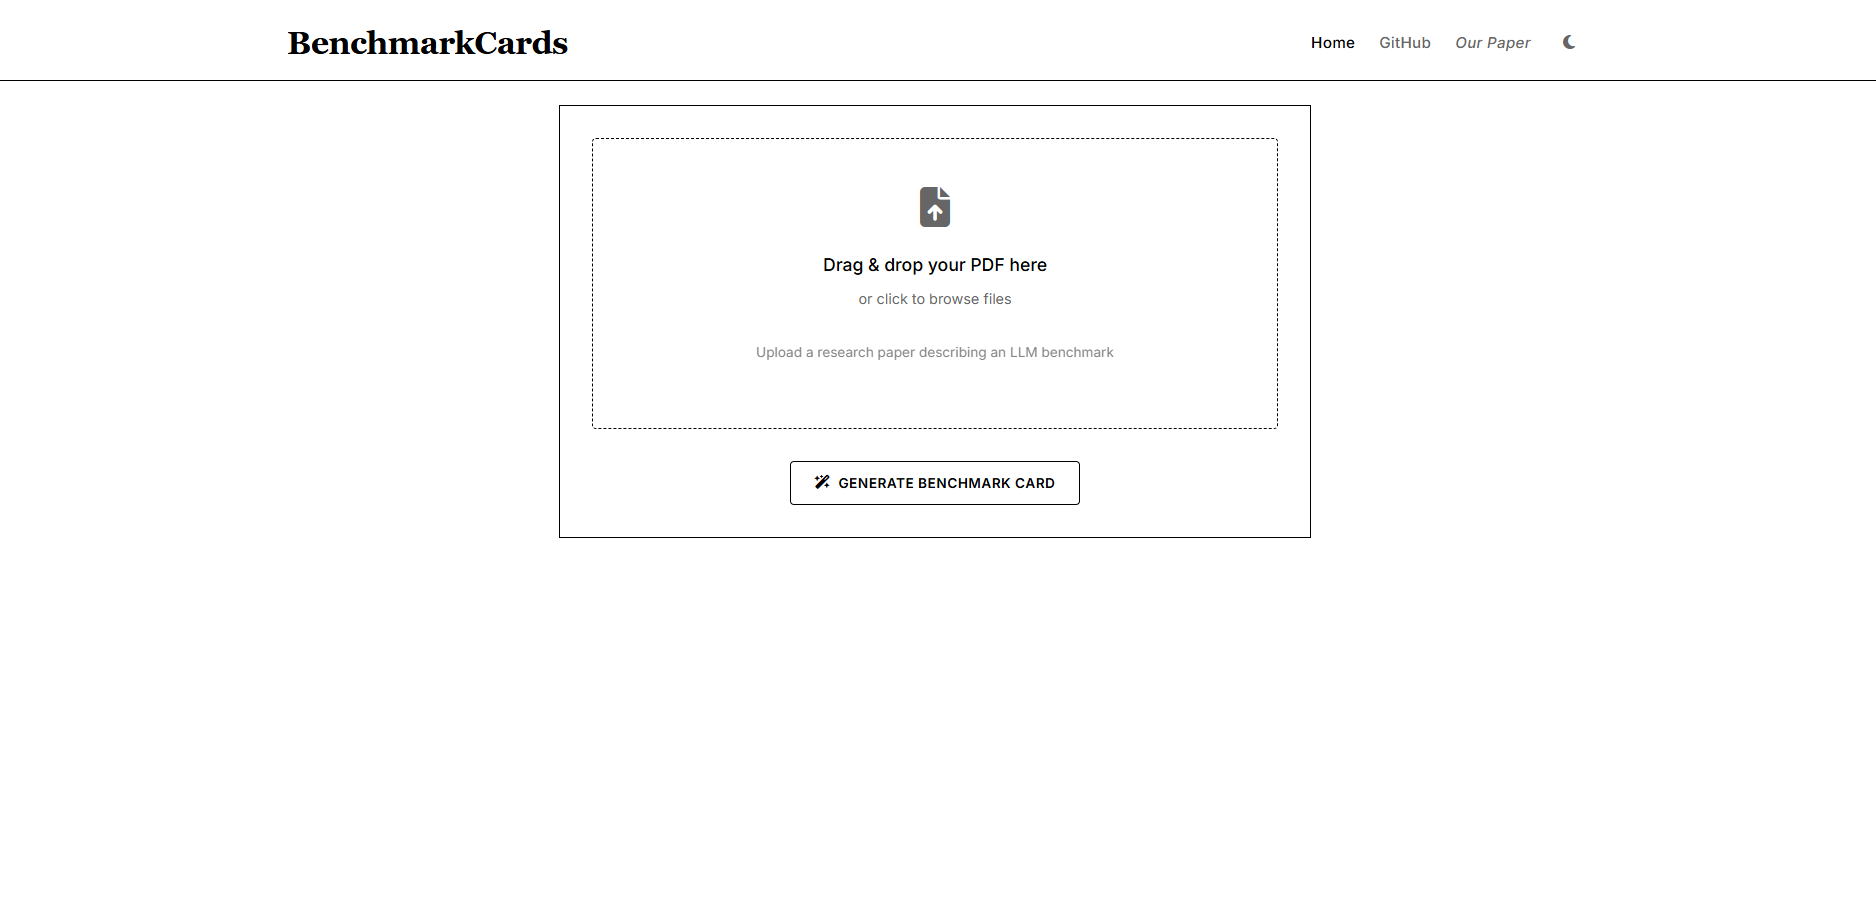 BenchmarkCards
Home GitHub Our Paper
Drag & drop your PDF here
or click to browse files
Upload a research paper describing an LLM benchmark
GENERATE BENCHMARK CARD